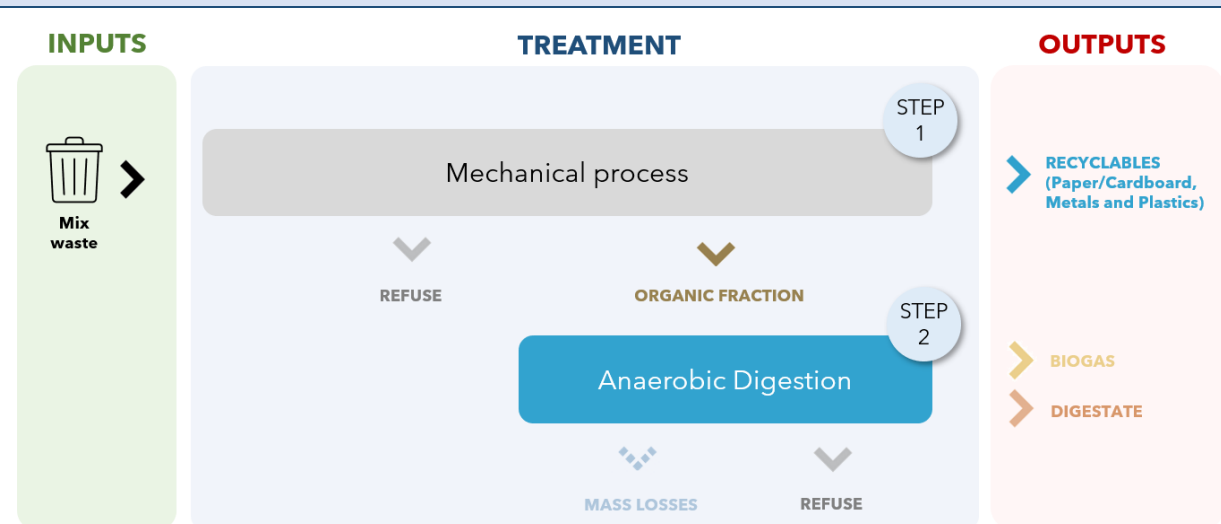 INPUTS
TREATMENT
OUTPUTS
STEP
1
Mechanical process
Mix
waste
RECYCLABLES
(Paper/Cardboard,
Metals and Plastics)
REFUSE
ORGANIC FRACTION
STEP
2
Anaerobic Digestion
BIOGAS
DIGESTATE
MASS LOSSES
REFUSE